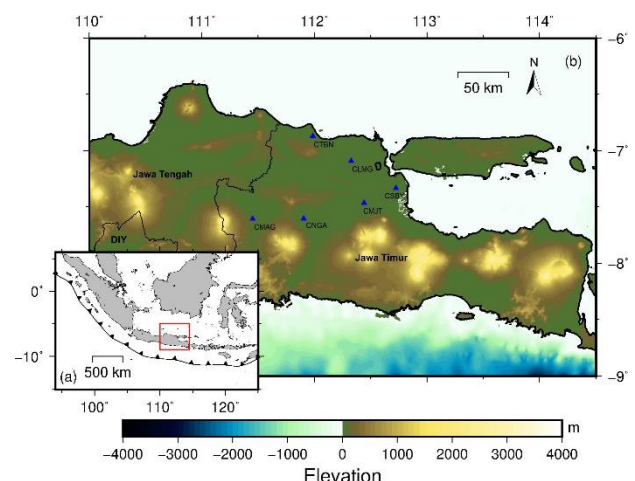 110° 111° 112° 113° 114°
-6°
N
(b)
50 km
-7°
CTBN
CLMG
Jawa Tengah
CSBY
CMJT
CMAG
CNGA
DIY
Jawa Timur
-8°
0°
-10°
500 km
(a)
-9°
100° 110° 120°
m
-4000 -3000 -2000 -1000 0 1000 2000 3000 4000
Elevation